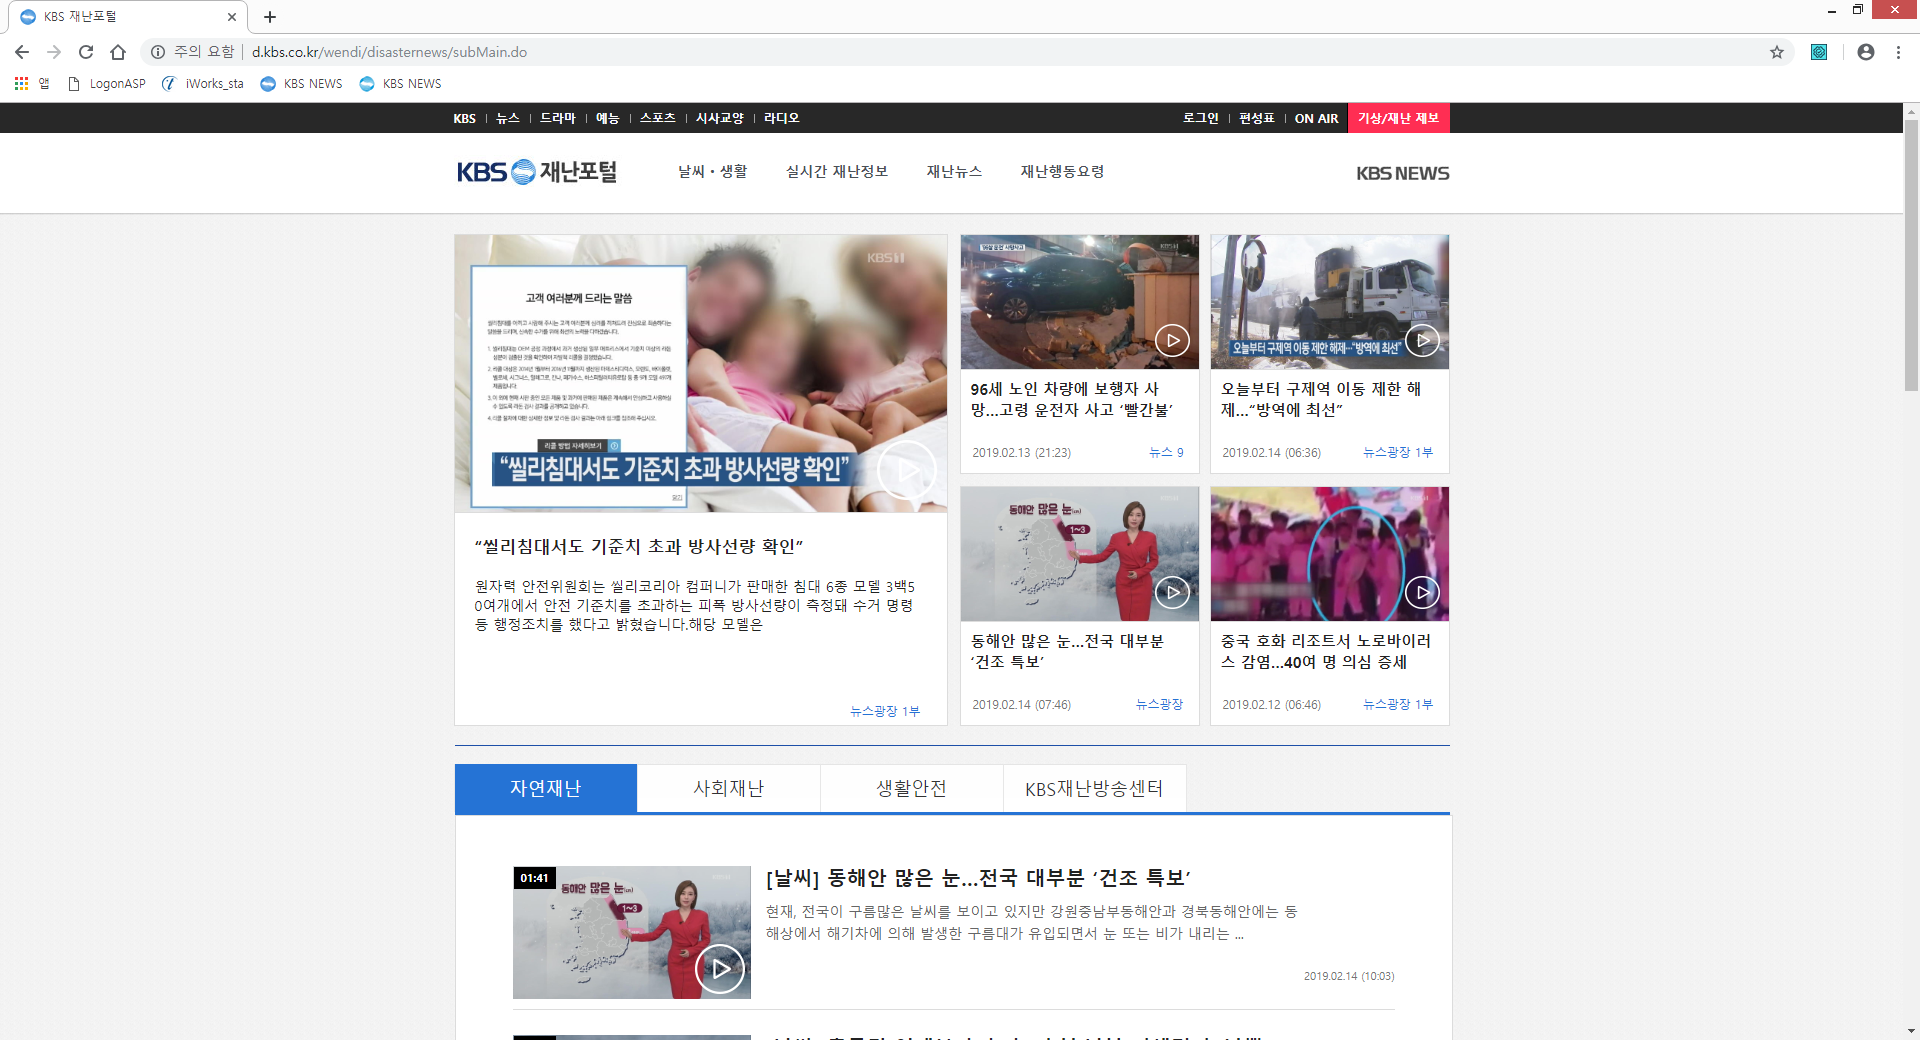 KBS 재난포털
주의 요함 | d.kbs.co.kr/wendi/disasternews/subMain.do
앱 LogonASP iWorks_sta KBS NEWS KBS NEWS
KBS 뉴스 드라마 예능 스포츠 시사교양 라디오 로그인 편성표 ON AIR 기상/재난 제보
KBS 재난포털 날씨・생활 실시간 재난정보 재난뉴스 재난행동요령 KBS NEWS
KBS 1
고객 여러분께 드리는 말씀
리콜 방법 자세히보기
“씰리침대서도 기준치 초과 방사선량 확인”
닫기
“씰리침대서도 기준치 초과 방사선량 확인”
원자력 안전위원회는 씰리코리아 컴퍼니가 판매한 침대 6종 모델 3백5
0여개에서 안전 기준치를 초과하는 피폭 방사선량이 측정돼 수거 명령
등 행정조치를 했다고 밝혔습니다.해당 모델은
뉴스광장 1부
96세 노인 차량에 보행자 사
망...고령 운전자 사고 ‘빨간불’
2019.02.13 (21:23) 뉴스 9
오늘부터 구제역 이동 제한 해제…“방역에 최선”
오늘부터 구제역 이동 제한 해
제...“방역에 최선”
2019.02.14 (06:36) 뉴스광장 1부
동해안 많은 눈(cm)
1~3
동해안 많은 눈...전국 대부분
‘건조 특보’
2019.02.14 (07:46) 뉴스광장
중국 호화 리조트서 노로바이러
스 감염...40여 명 의심 증세
2019.02.12 (06:46) 뉴스광장 1부
자연재난 사회재난 생활안전 KBS재난방송센터
01:41
동해안 많은 눈(cm)
1~3
[날씨] 동해안 많은 눈...전국 대부분 ‘건조 특보’
현재, 전국이 구름많은 날씨를 보이고 있지만 강원중남부동해안과 경북동해안에는 동
해상에서 해기차에 의해 발생한 구름대가 유입되면서 눈 또는 비가 내리는 ...
2019.02.14 (10:03)